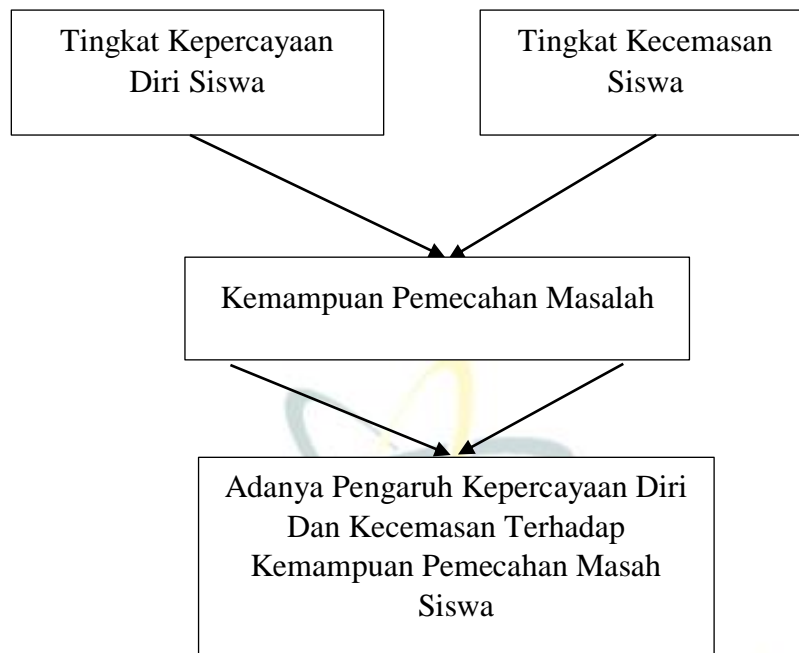 Tingkat Kepercayaan
Diri Siswa
Tingkat Kecemasan
Siswa
Kemampuan Pemecahan Masalah
Adanya Pengaruh Kepercayaan Diri
Dan Kecemasan Terhadap
Kemampuan Pemecahan Masah
Siswa